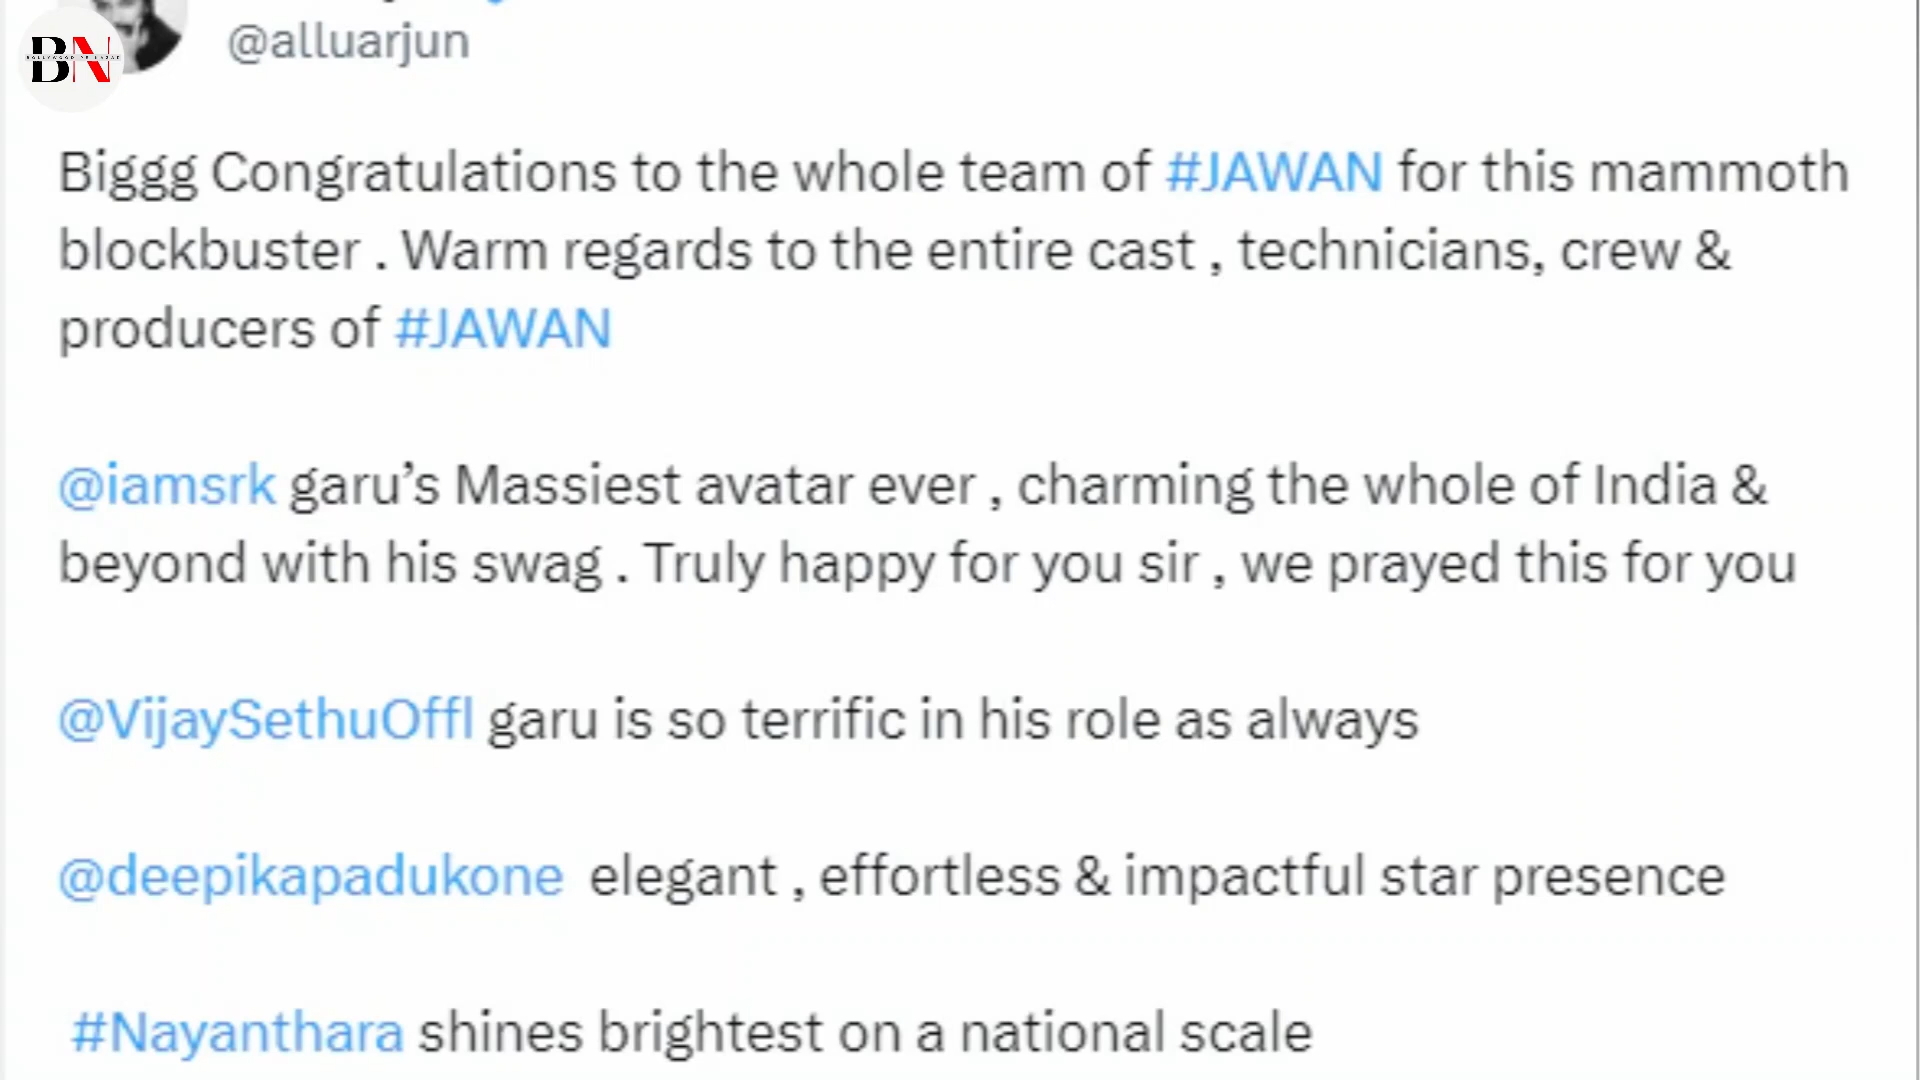 BN
@alluarjun
Biggg Congratulations to the whole team of #JAWAN for this mammoth
blockbuster . Warm regards to the entire cast , technicians, crew &
producers of #JAWAN
@iamsrk garu’s Massiest avatar ever , charming the whole of India &
beyond with his swag . Truly happy for you sir , we prayed this for you
@VijaySethuOffl garu is so terrific in his role as always
@deepikapadukone elegant , effortless & impactful star presence
#Nayanthara shines brightest on a national scale